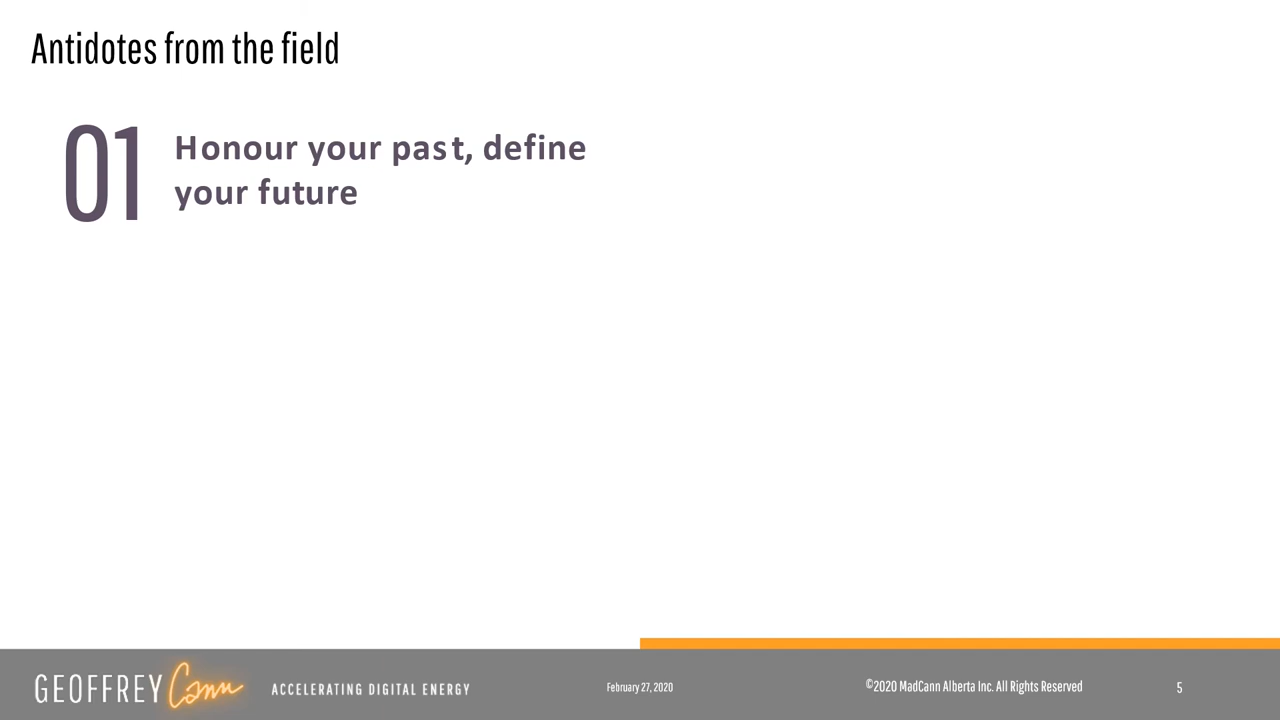 Antidotes from the field
01
Honour your past, define
your future
GEOFFREY Cann
ACCELERATING DIGITAL ENERGY
February 27, 2020
©2020 MadCann Alberta Inc. All Rights Reserved
5